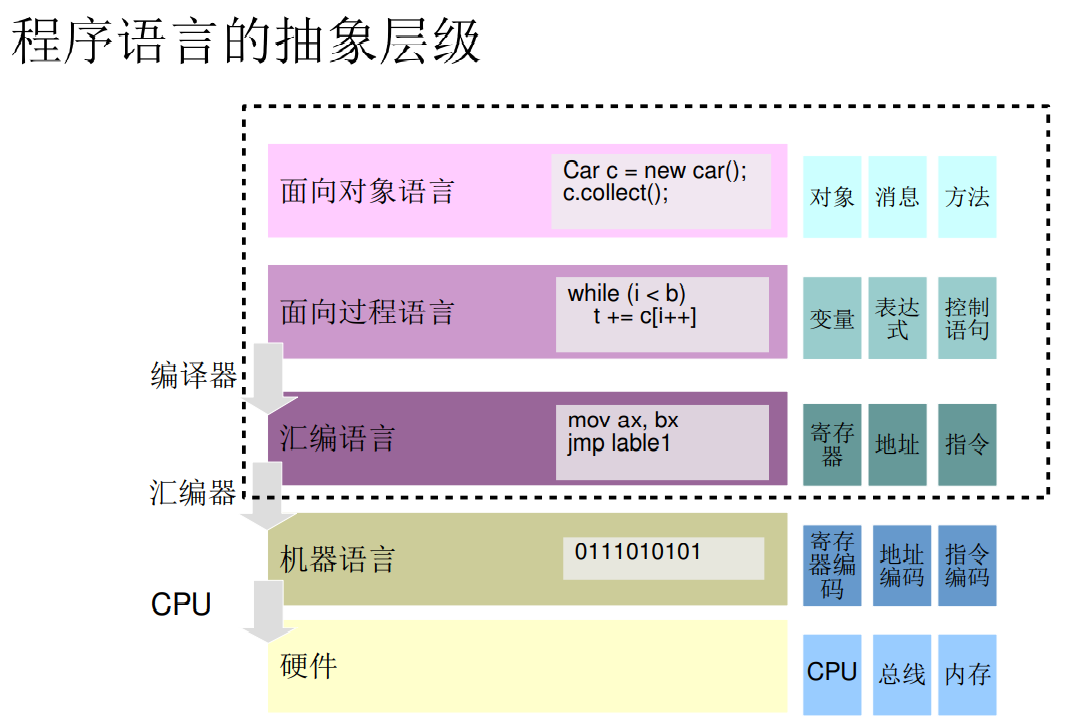 程序语言的抽象层级
面向对象语言
Car c = new car();
c.collect();
对象
消息
方法
面向过程语言
while (i < b)
t += c[i++]
变量
表达
式
控制
语句
编译器
汇编语言
mov ax, bx
jmp lable1
寄存
器
地址
指令
汇编器
机器语言
0111010101
寄存
器编
码
地址
编码
指令
编码
CPU
硬件
CPU
总线
内存